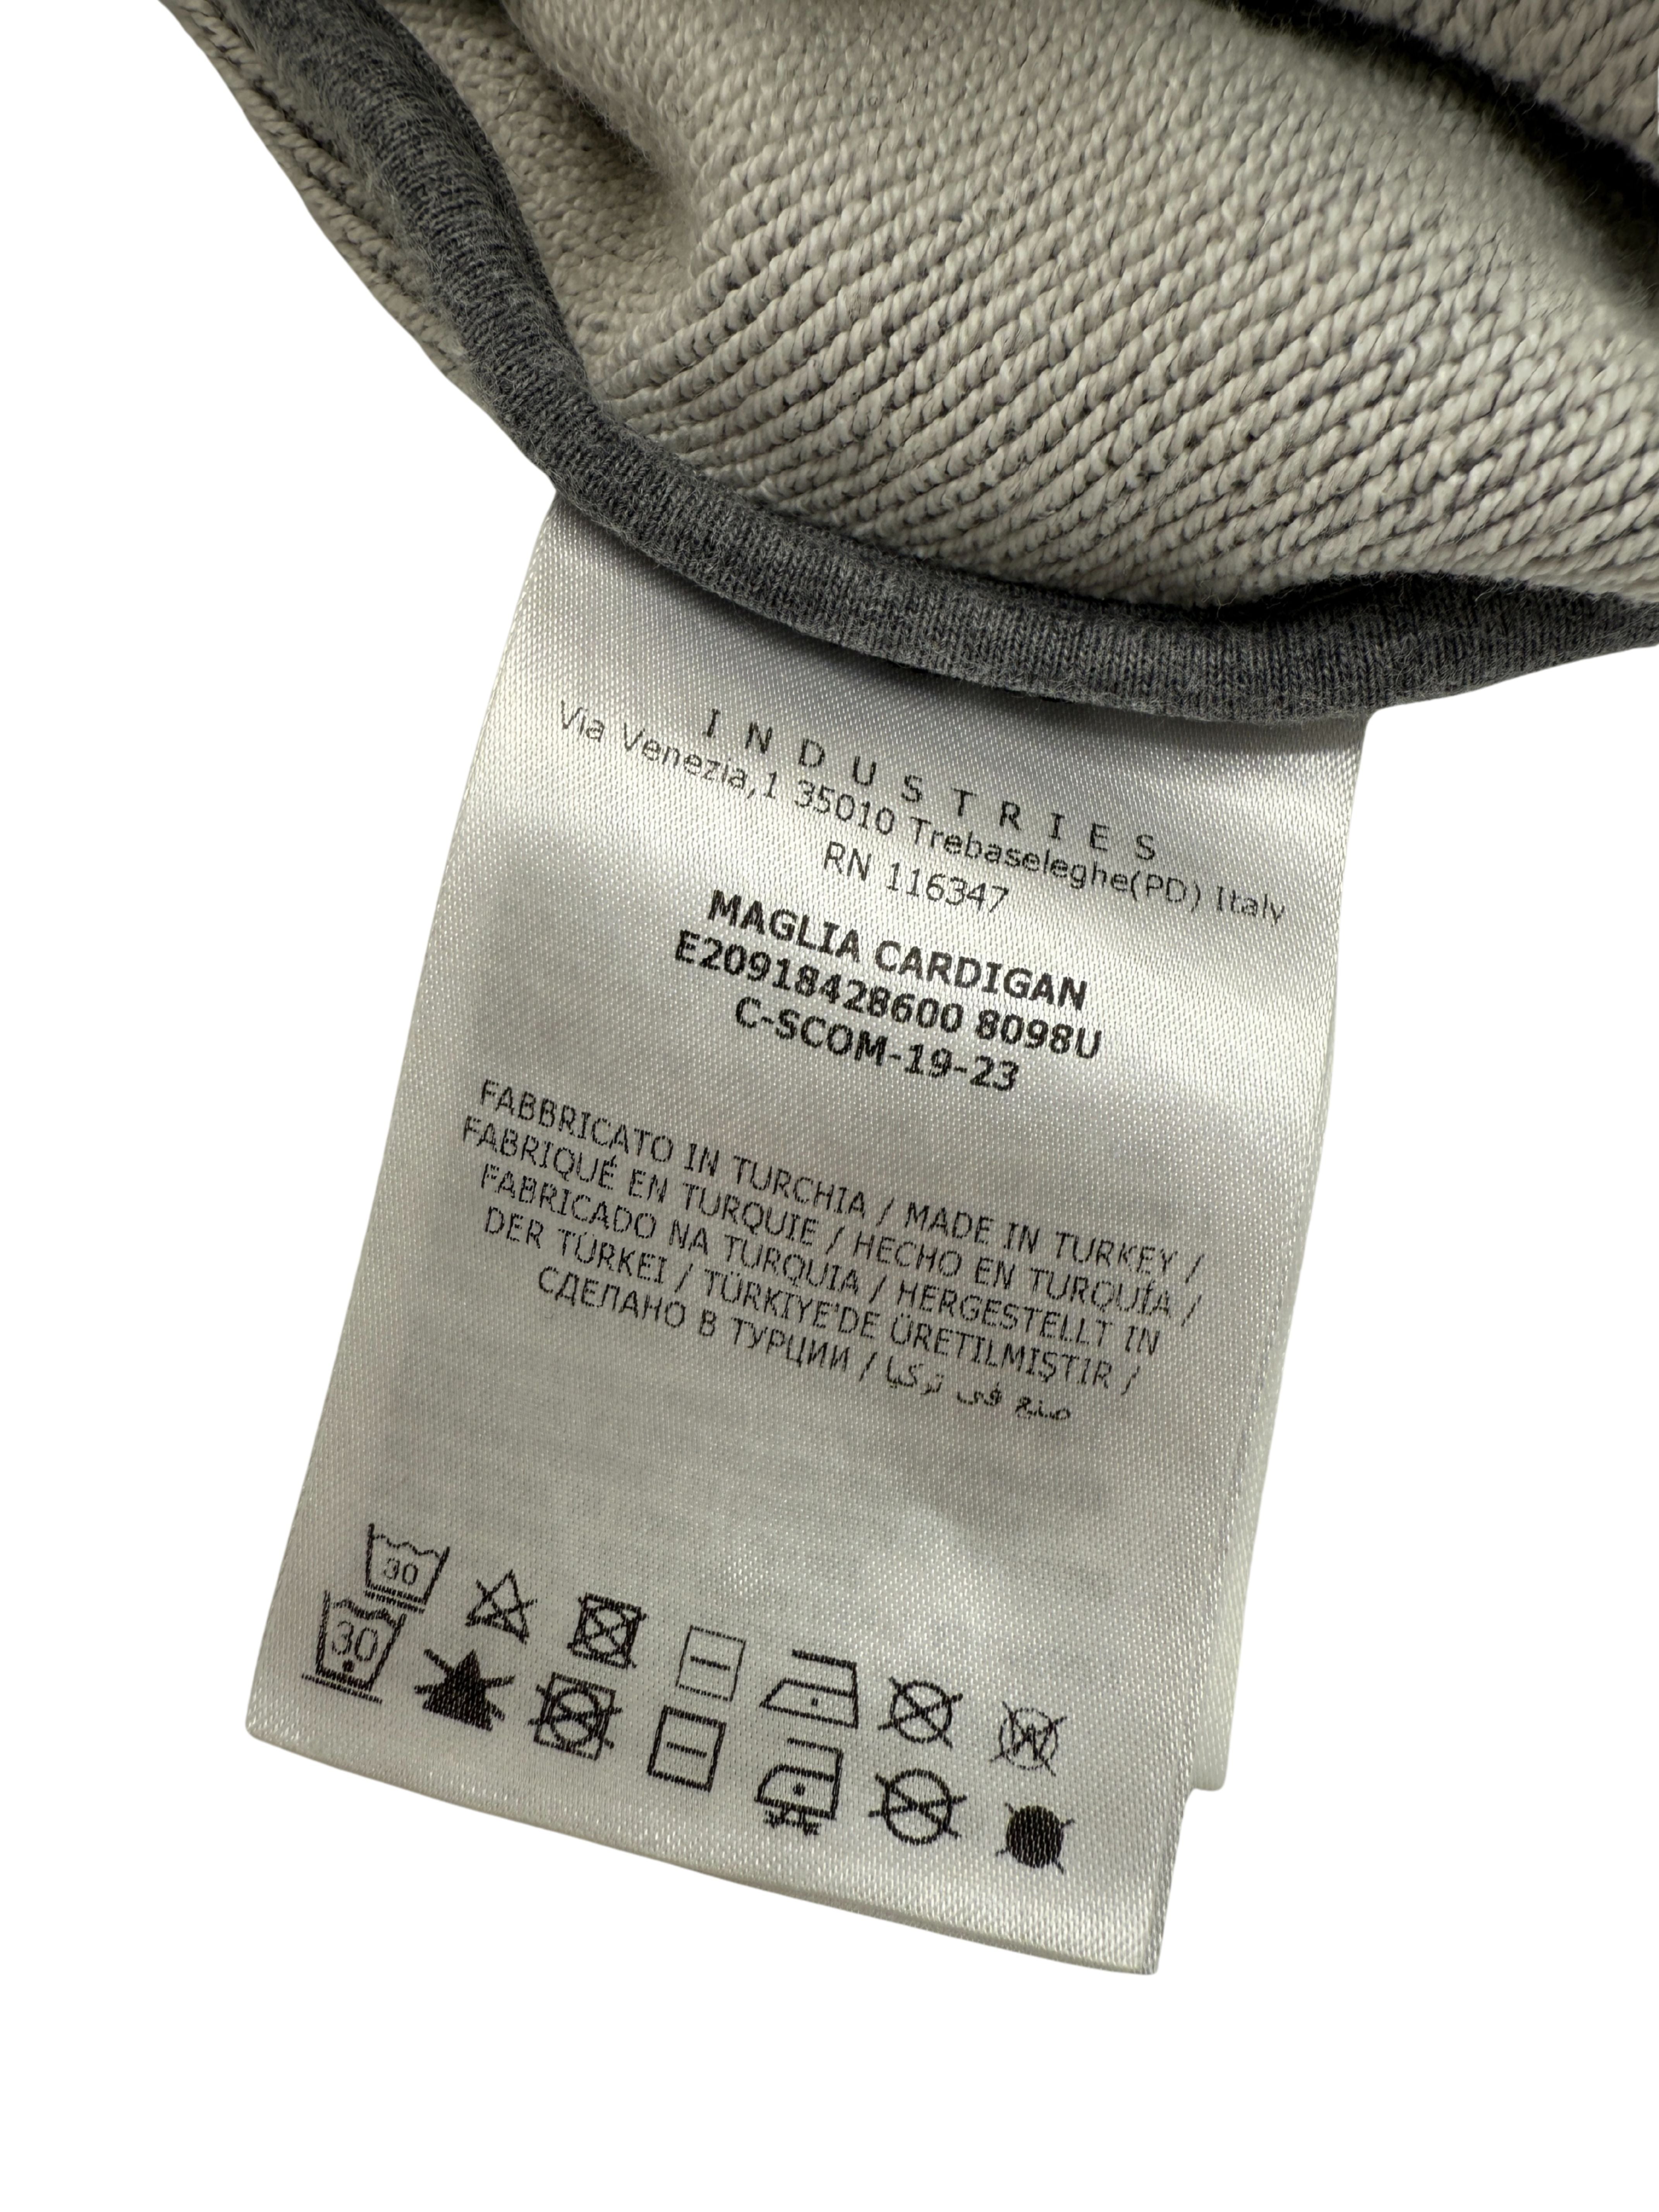 INDUSTRIES
Via Venezia,1 35010 Trebaseleghe(PD) Italy
RN 116347
MAGLIA CARDIGAN
E20918428600 8098U
C-SCOM-19-23
FABBRICATO IN TURCHIA / MADE IN TURKEY /
FABRIQUÉ EN TURQUIE / HECHO EN TURQUÍA /
FABRICADO NA TURQUIA / HERGESTELLT IN
DER TÜRKEI / TÜRKIYE'DE ÜRETILMIŞTIR /
СДЕЛАНО В ТУРЦИИ / صنع في تركيا
30
W
30